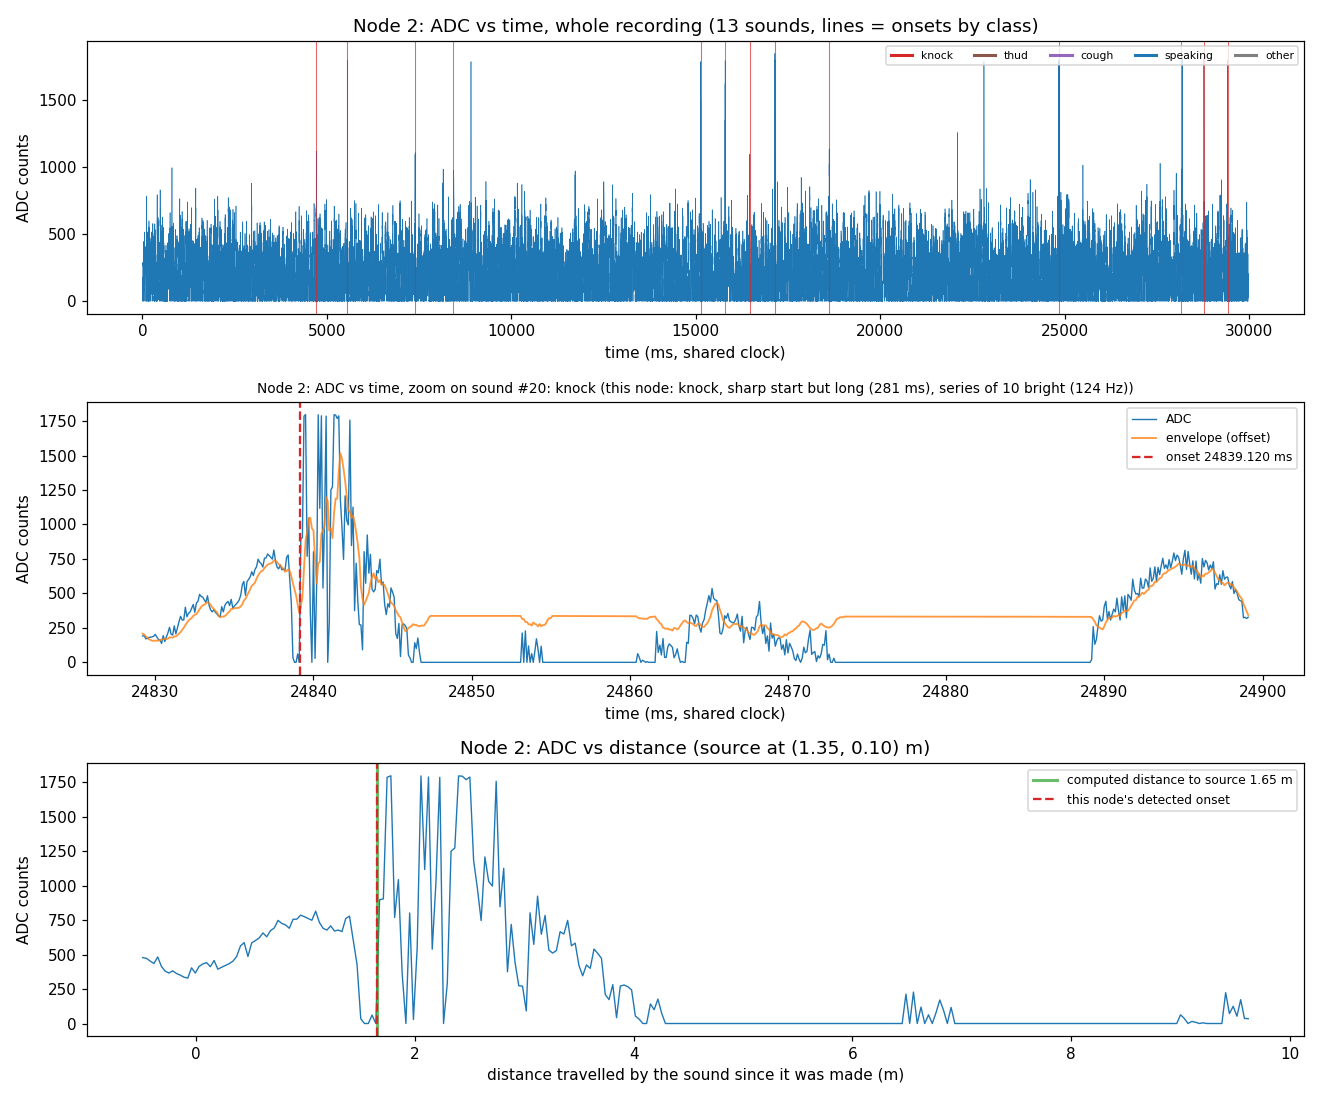 Node 2: ADC vs time, whole recording (13 sounds, lines = onsets by class)
knock thud cough speaking other
ADC counts
1500
1000
500
0
0 5000 10000 15000 20000 25000 30000
time (ms, shared clock)
Node 2: ADC vs time, zoom on sound #20: knock (this node: knock, sharp start but long (281 ms), series of 10 bright (124 Hz))
ADC
envelope (offset)
onset 24839.120 ms
ADC counts
1750
1500
1250
1000
750
500
250
0
24830 24840 24850 24860 24870 24880 24890 24900
time (ms, shared clock)
Node 2: ADC vs distance (source at (1.35, 0.10) m)
computed distance to source 1.65 m
this node's detected onset
ADC counts
1750
1500
1250
1000
750
500
250
0
0 2 4 6 8 10
distance travelled by the sound since it was made (m)